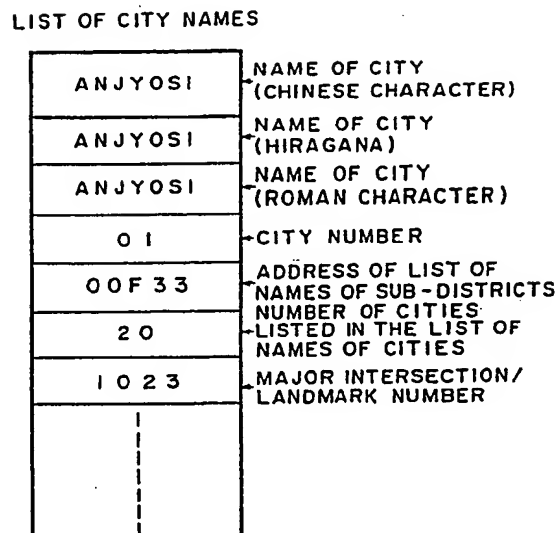 LIST OF CITY NAMES
ANJYOSI
NAME OF CITY
(CHINESE CHARACTER)
ANJYOSI
NAME OF CITY
(HIRAGANA)
ANJYOSI
NAME OF CITY
(ROMAN CHARACTER)
01
CITY NUMBER
00F33
ADDRESS OF LIST OF
NAMES OF SUB-DISTRICTS
20
NUMBER OF CITIES
LISTED IN THE LIST OF
NAMES OF CITIES
1023
MAJOR INTERSECTION/
LANDMARK NUMBER